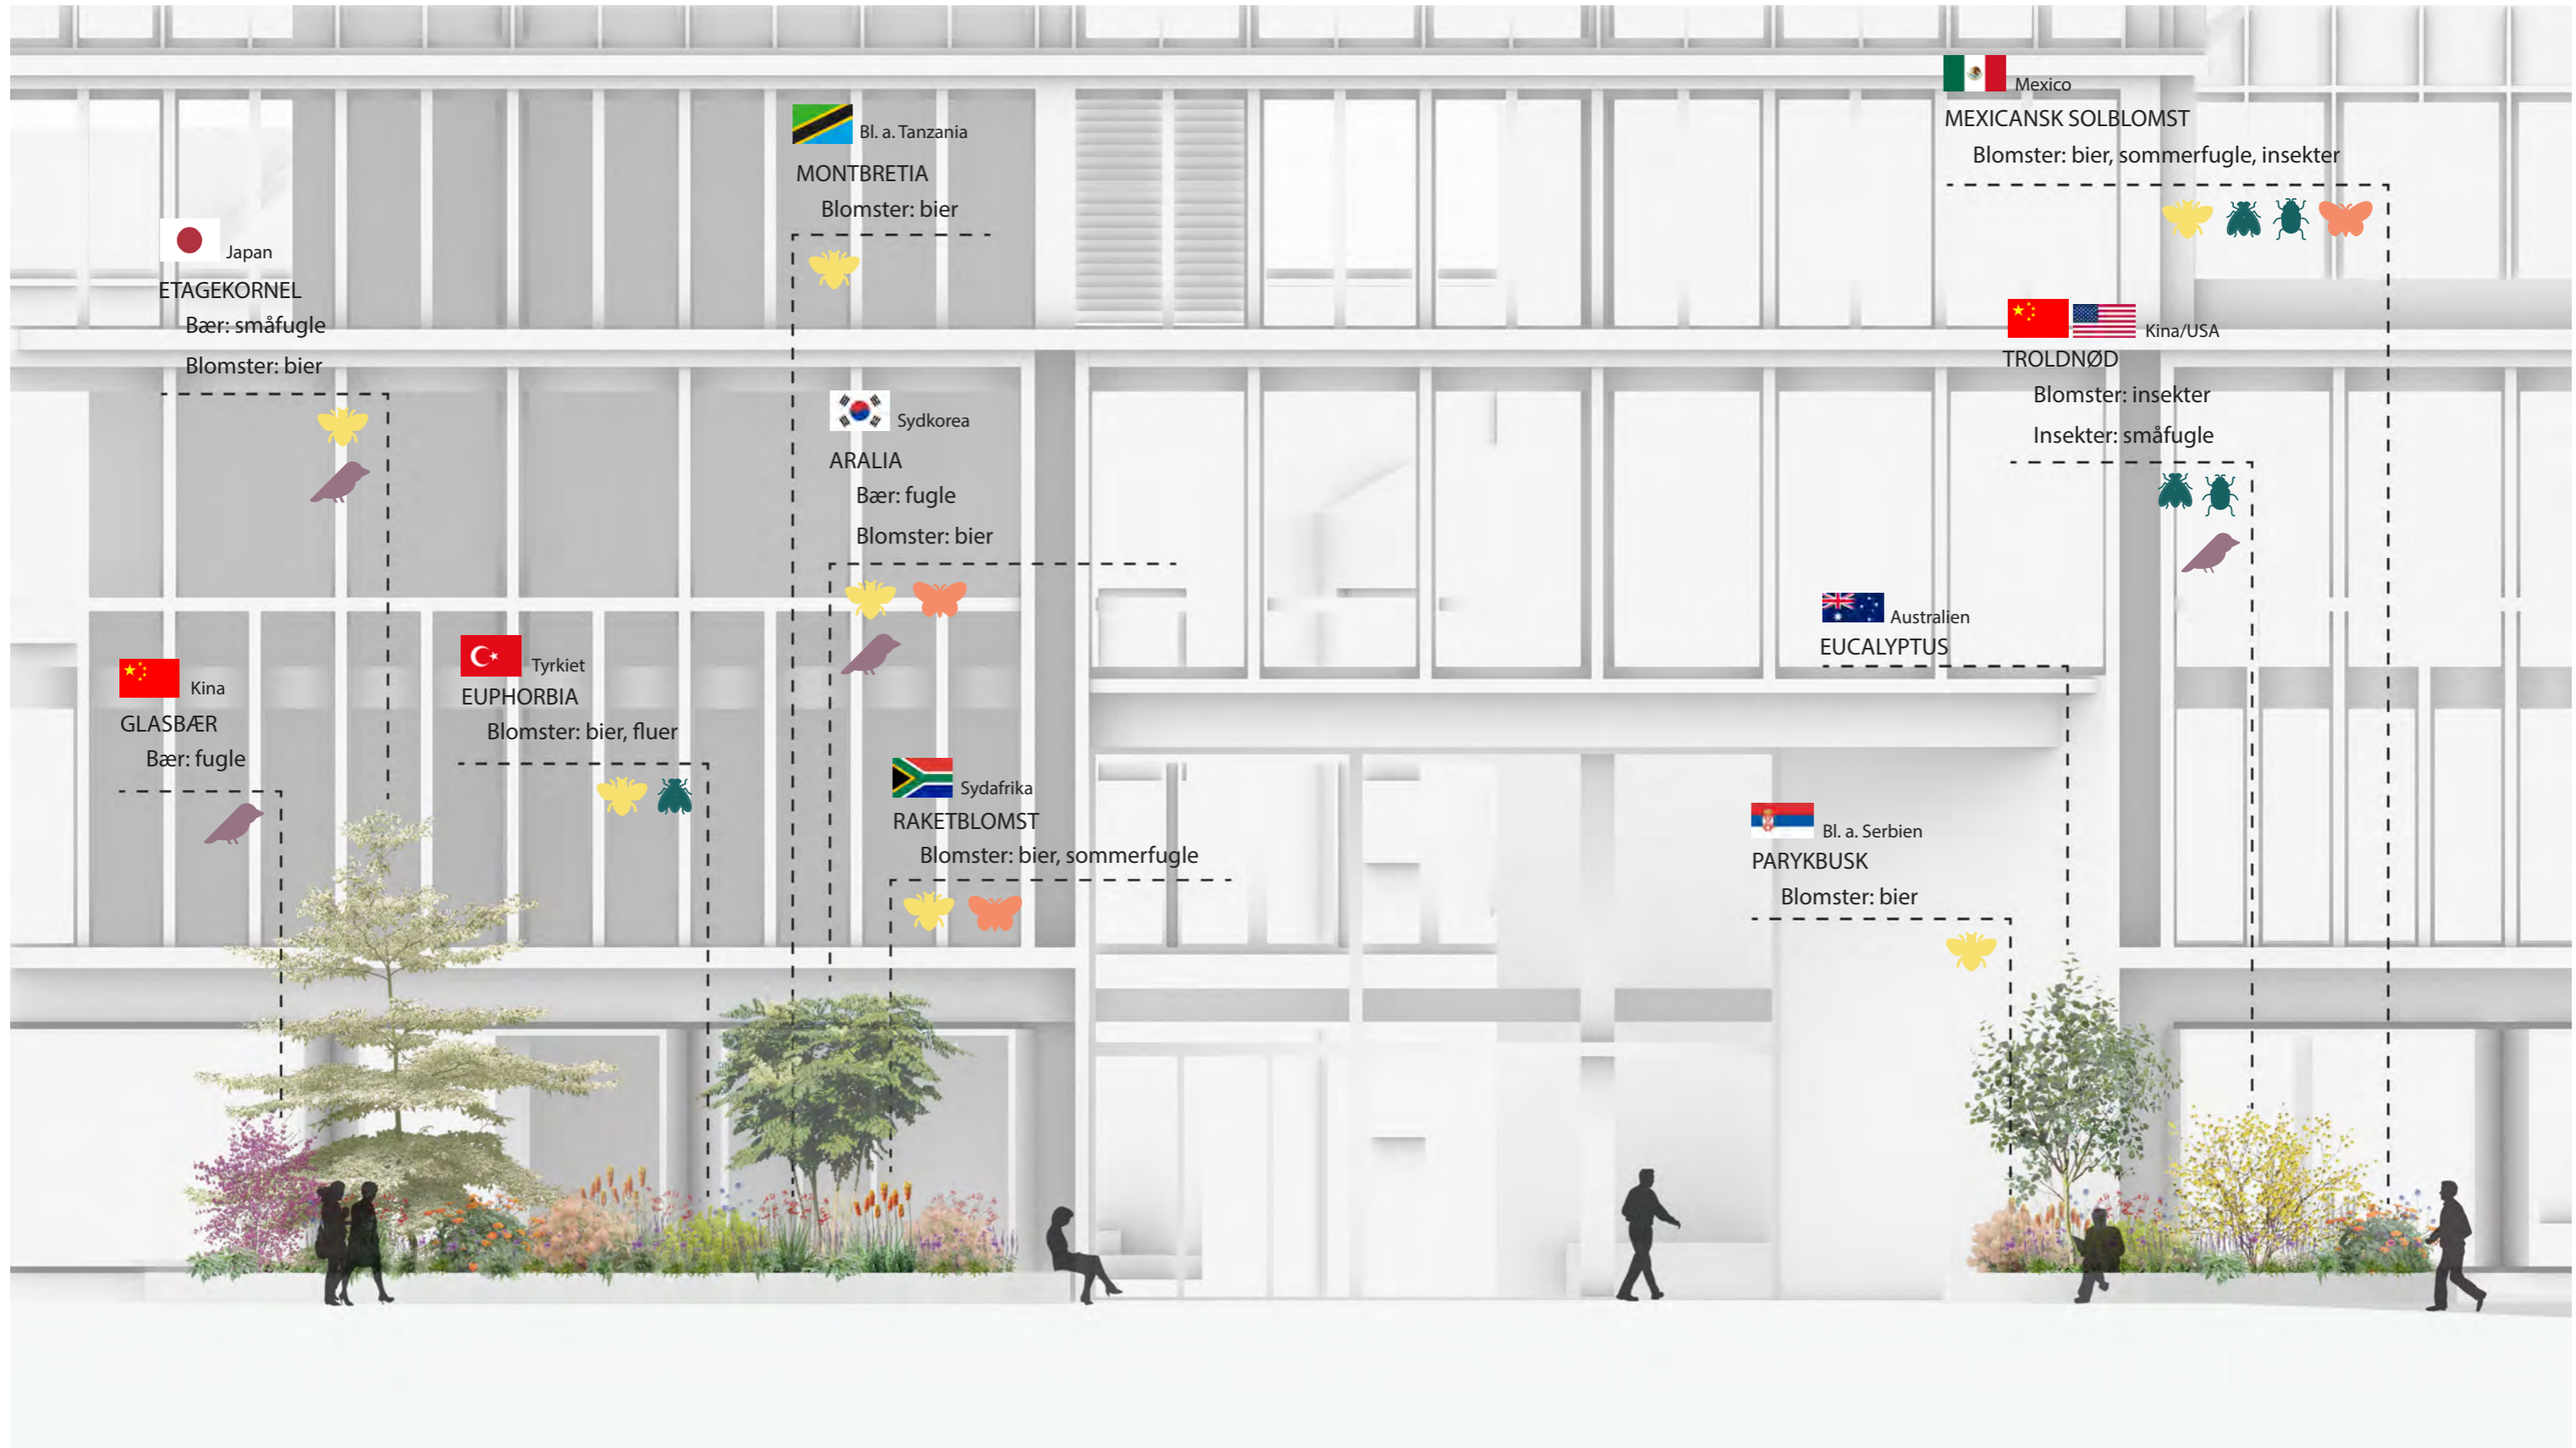 Japan
ETAGEKORNEL
Bær: småfugle
Blomster: bier
Kina
GLASBÆR
Bær: fugle
Tyrkiet
EUPHORBIA
Blomster: bier, fluer
Bl. a. Tanzania
MONTBRETIA
Blomster: bier
Sydkorea
ARALIA
Bær: fugle
Blomster: bier
Sydafrika
RAKETBLOMST
Blomster: bier, sommerfugle
Mexico
MEXICANSK SOLBLOMST
Blomster: bier, sommerfugle, insekter
Kina/USA
TROLDNØD
Blomster: insekter
Insekter: småfugle
Australien
EUCALYPTUS
Bl. a. Serbien
PARYKBUSK
Blomster: bier